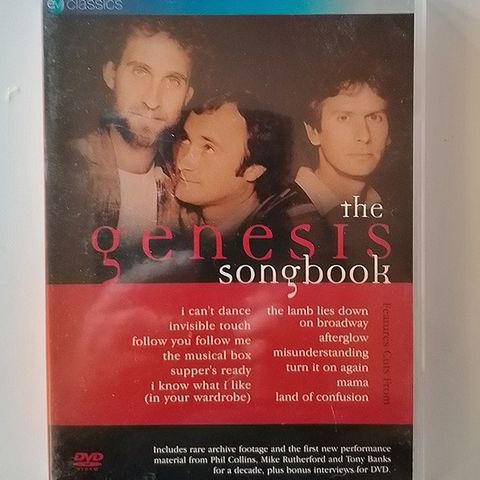 ev classics
the
genesis
songbook
i can't dance
invisible touch
follow you follow me
the musical box
supper's ready
i know what i like
(in your wardrobe)
the lamb lies down
on broadway
afterglow
misunderstanding
turn it on again
mama
land of confusion
Features Cuts From
DVD
VIDEO
Includes rare archive footage and the first new performance
material from Phil Collins, Mike Rutherford and Tony Banks
for a decade, plus bonus interviews for DVD.